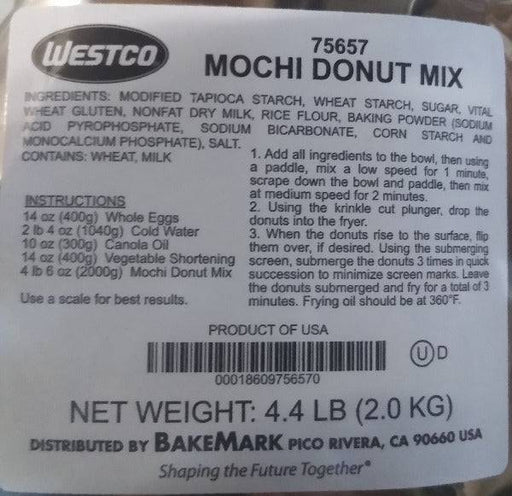 WESTCO
75657
MOCHI DONUT MIX
INGREDIENTS: MODIFIED TAPIOCA STARCH, WHEAT STARCH, SUGAR, VITAL
WHEAT GLUTEN, NONFAT DRY MILK, RICE FLOUR, BAKING POWDER (SODIUM
ACID PYROPHOSPHATE, SODIUM BICARBONATE, CORN STARCH AND
MONOCALCIUM PHOSPHATE), SALT.
CONTAINS: WHEAT, MILK
INSTRUCTIONS
14 oz (400g) Whole Eggs
2 lb 4 oz (1040g) Cold Water
10 oz (300g) Canola Oil
14 oz (400g) Vegetable Shortening
4 lb 6 oz (2000g) Mochi Donut Mix
Use a scale for best results.
1. Add all ingredients to the bowl, then using
a paddle, mix a low speed for 1 minute,
scrape down the bowl and paddle, then mix
at medium speed for 2 minutes.
2. Using the krinkle cut plunger, drop the
donuts into the fryer.
3. When the donuts rise to the surface, flip
them over, if desired. Using the submerging
screen, submerge the donuts 3 times in quick
succession to minimize screen marks. Leave
the donuts submerged and fry for a total of 3
minutes. Frying oil should be at 360°F.
PRODUCT OF USA
U D
00018609756570
NET WEIGHT: 4.4 LB (2.0 KG)
DISTRIBUTED BY BAKEMARK PICO RIVERA, CA 90660 USA
Shaping the Future Together®